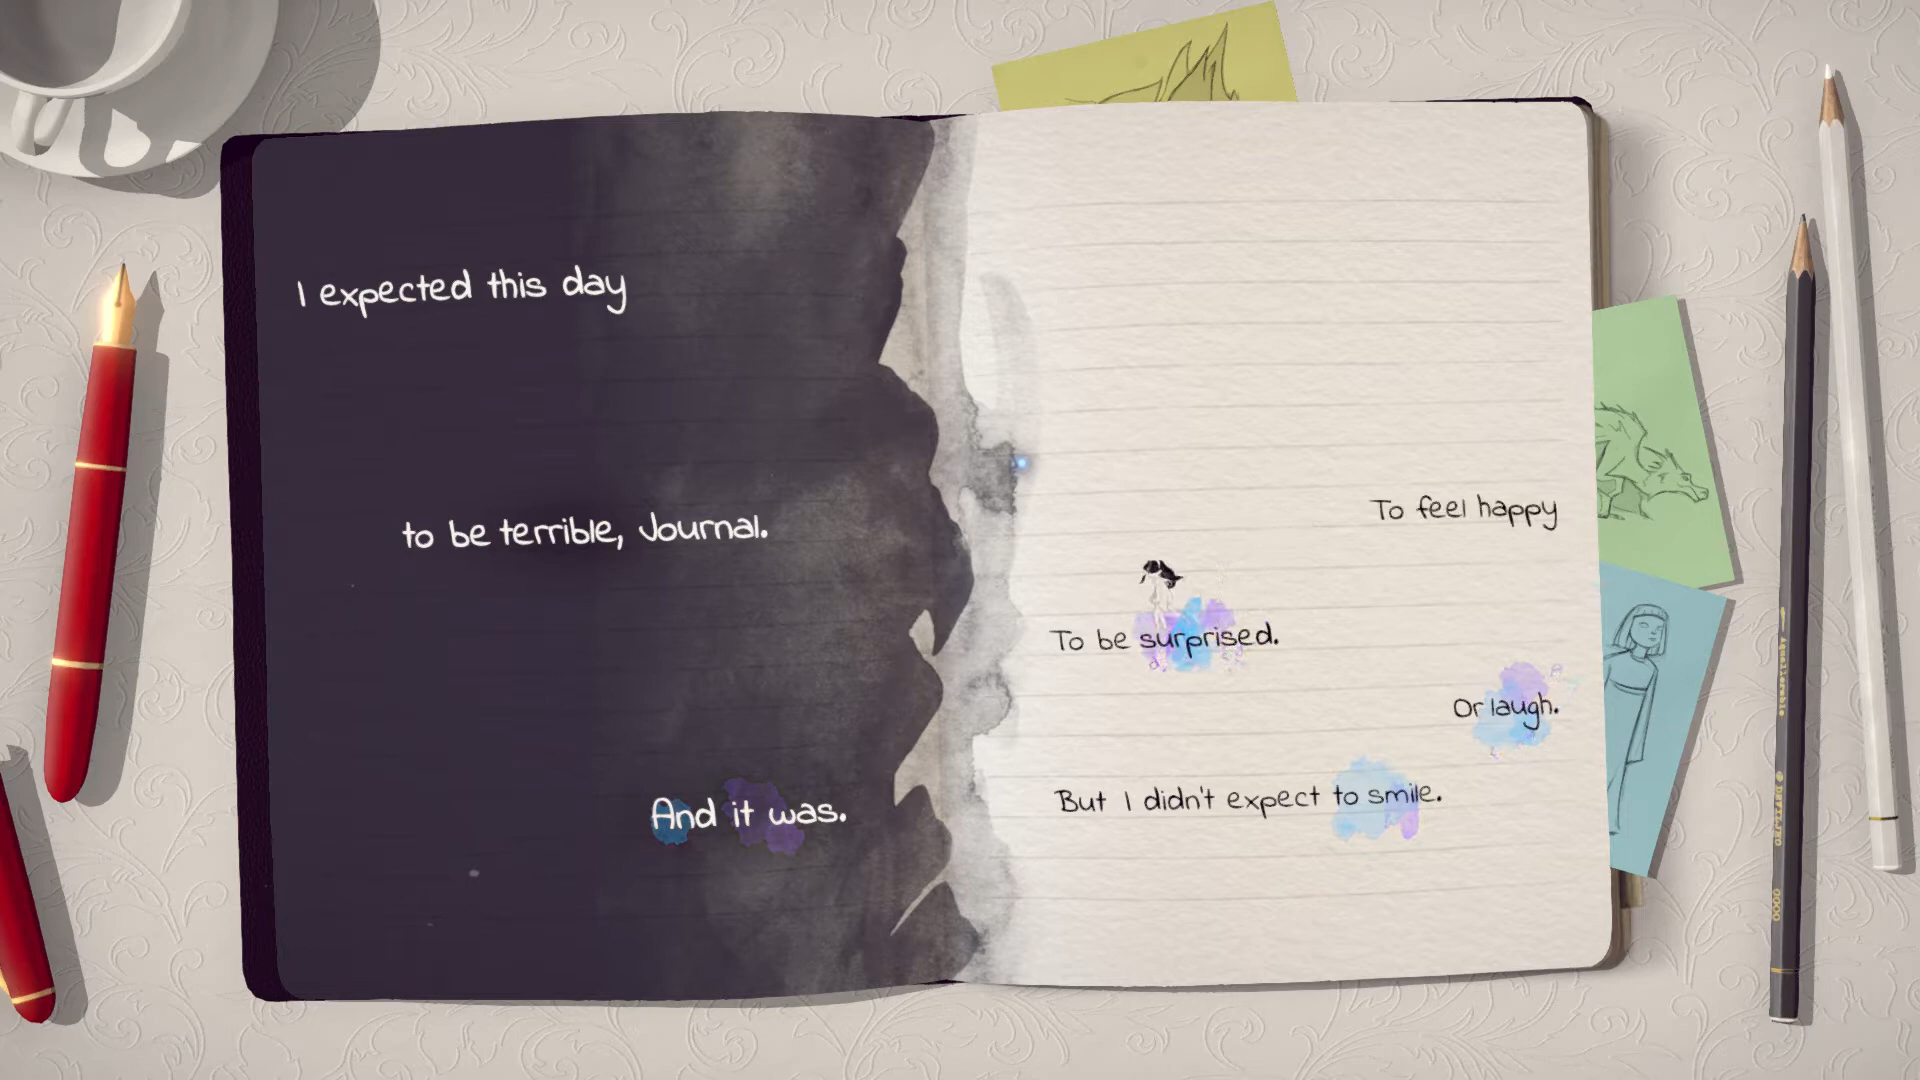 I expected this day
to be terrible, Journal.
And it was.
To feel happy
To be surprised.
Or laugh.
But I didn't expect to smile.